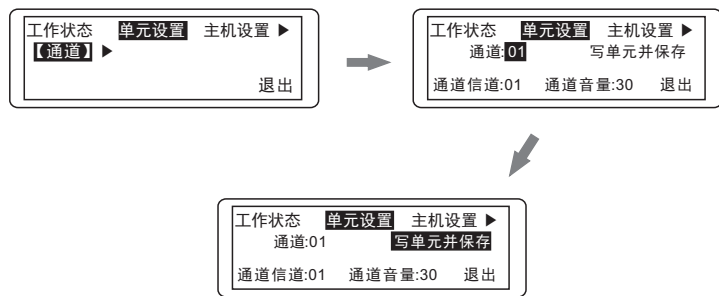 工作状态 单元设置 主机设置 ▶
【通道】 ▶
退出
工作状态 单元设置 主机设置 ▶
通道:01 写单元并保存
通道信道:01 通道音量:30 退出
工作状态 单元设置 主机设置 ▶
通道:01 写单元并保存
通道信道:01 通道音量:30 退出